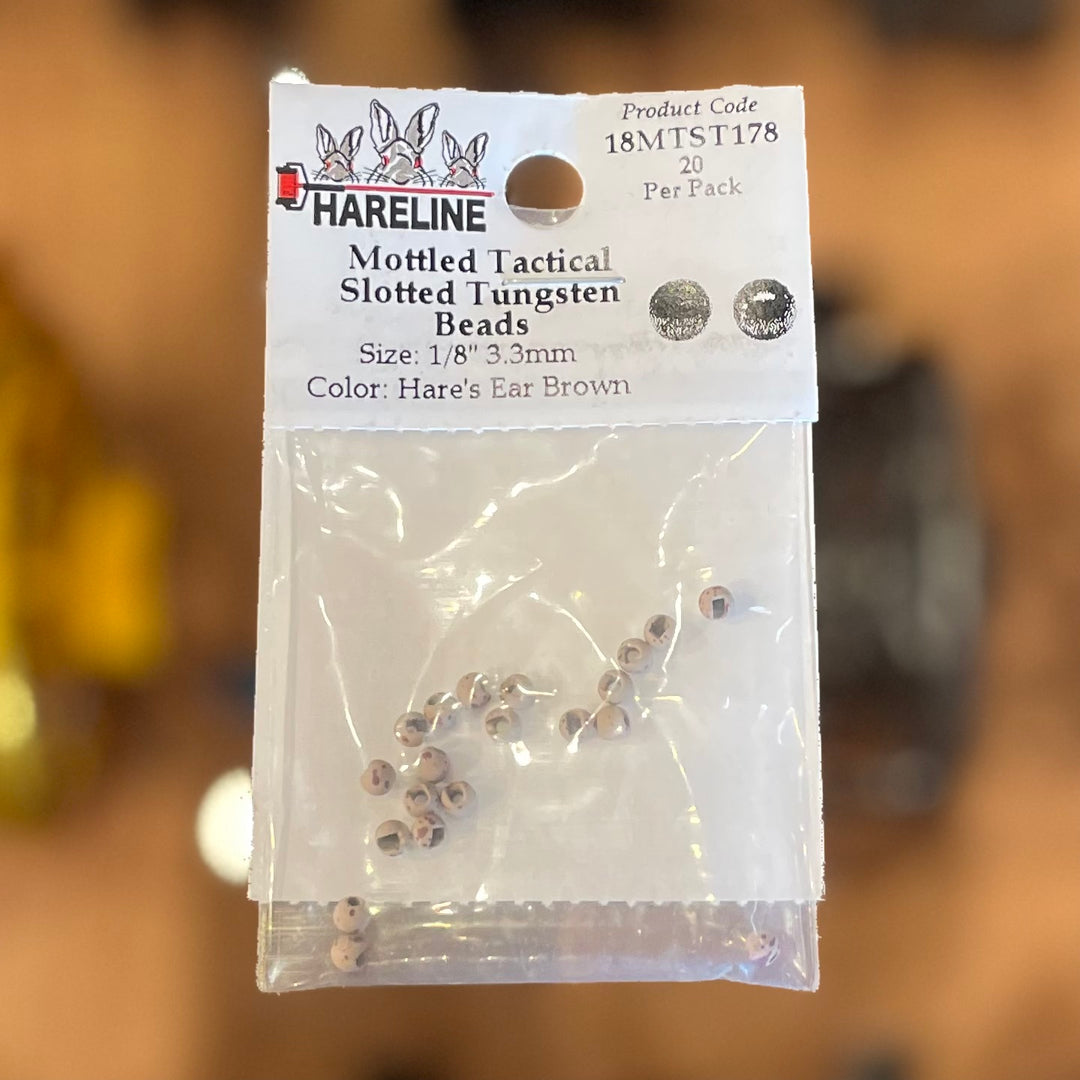 HARELINE
Product Code
18MTST178
20
Per Pack
Mottled Tactical
Slotted Tungsten
Beads
Size: 1/8" 3.3mm
Color: Hare's Ear Brown